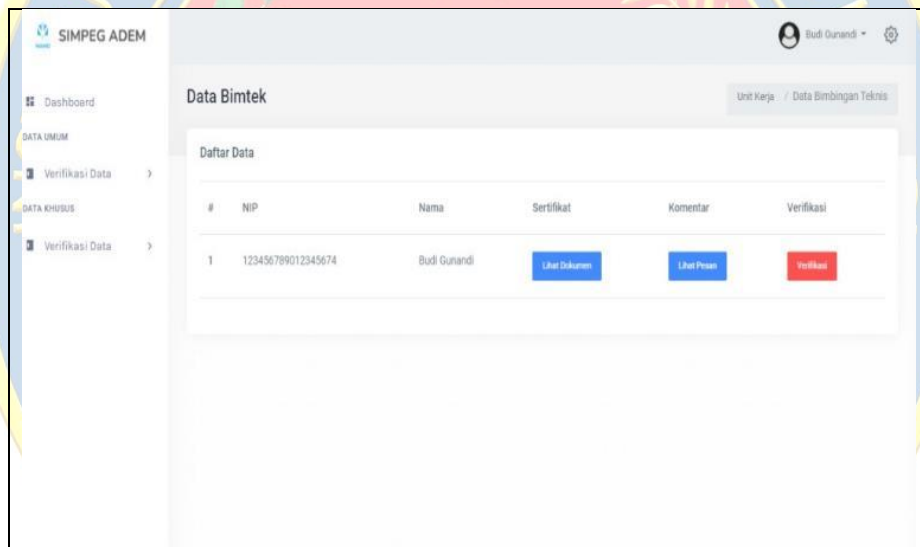 SIMPEG ADEM
Budi Gunandi
Dashboard
DATA UMUM
Verifikasi Data
DATA KHUSUS
Verifikasi Data
Data Bimtek
Unit Kerja / Data Bimbingan Teknis
Daftar Data
# NIP Nama Sertifikat Komentar Verifikasi
1 123456789012345674 Budi Gunandi Lihat Dokumen Lihat Pesan Verifikasi